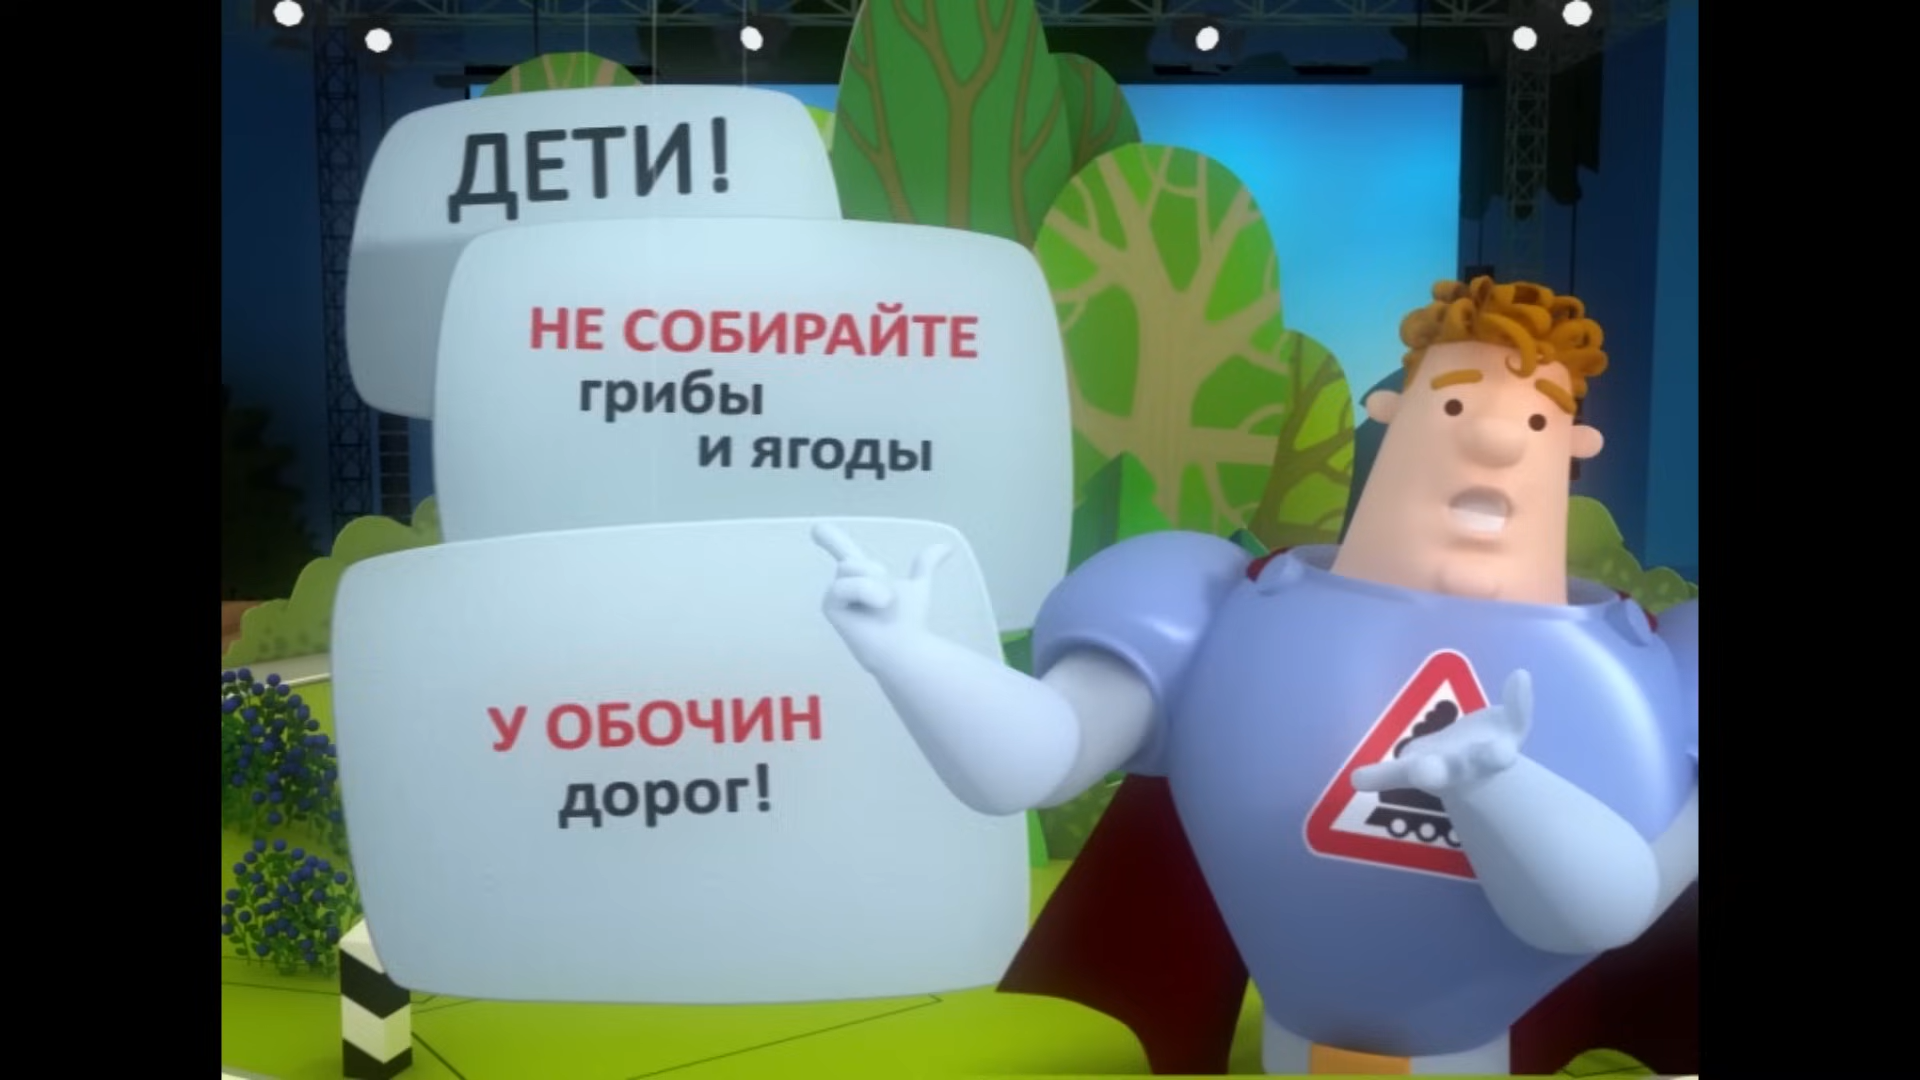 ДЕТИ!
НЕ СОБИРАЙТЕ
грибы
и ягоды
У ОБОЧИН
дорог!